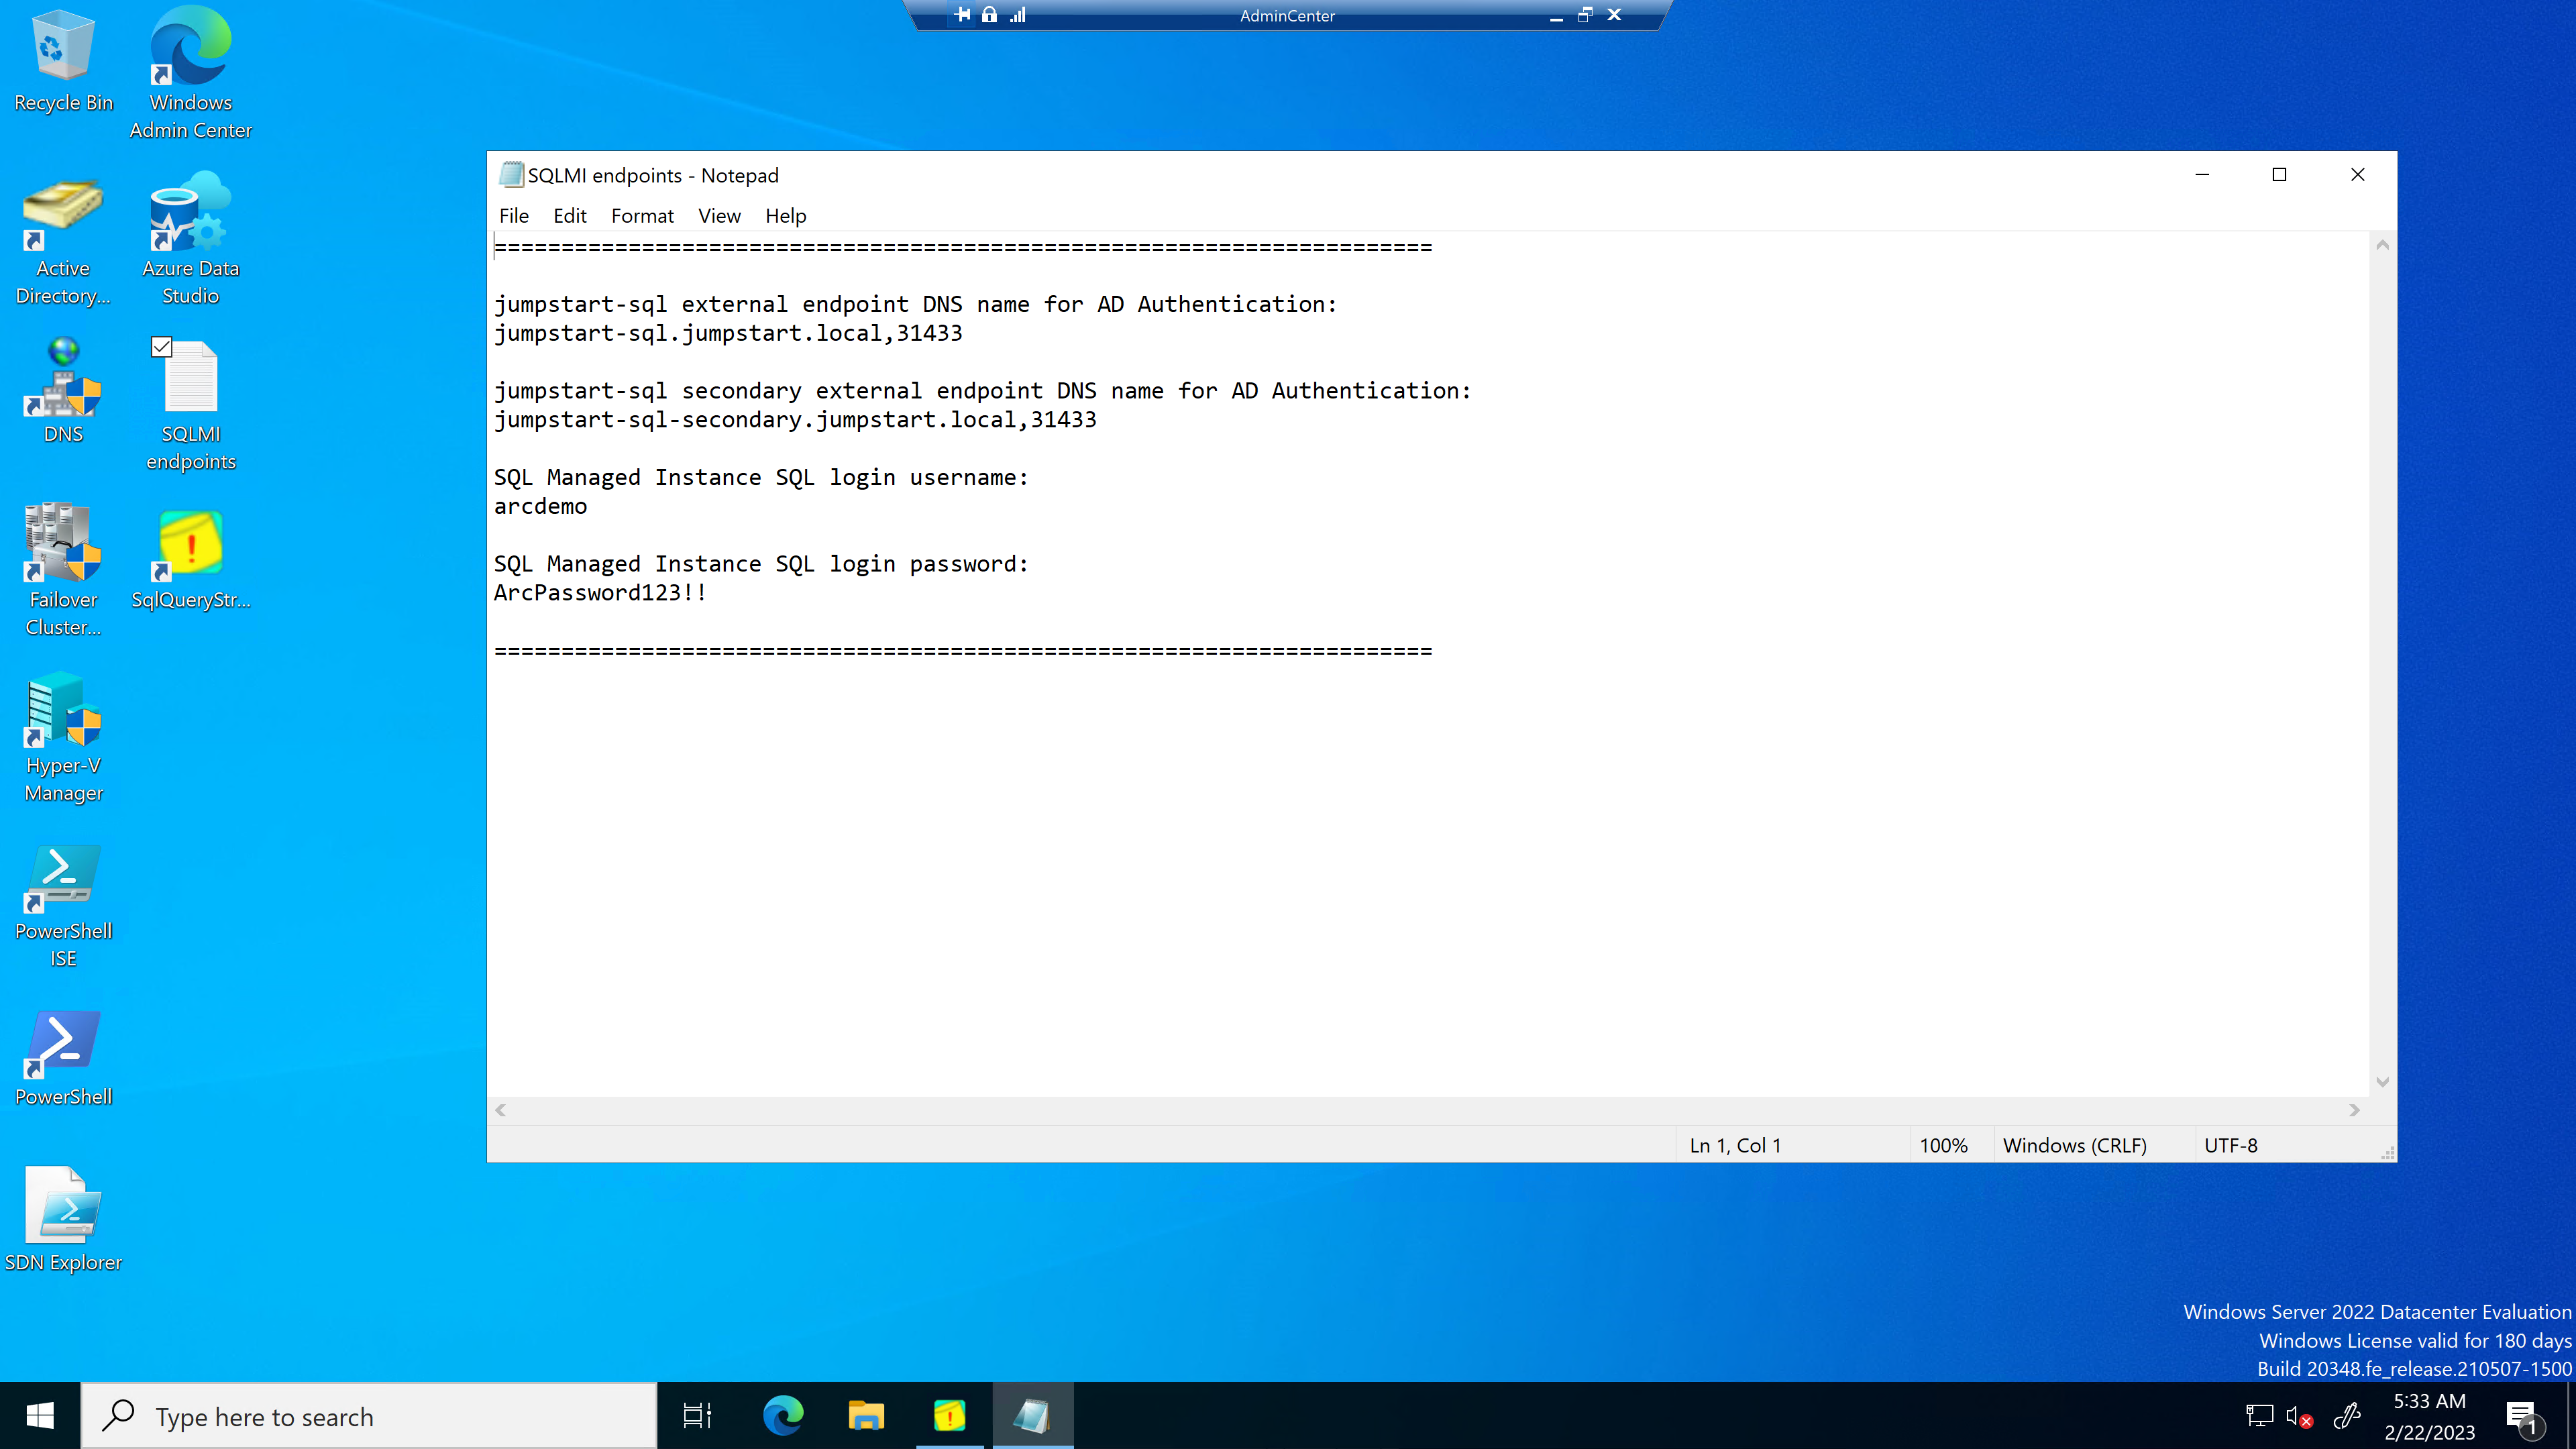 AdminCenter
Recycle Bin
Windows
Admin Center
Active
Directory...
Azure Data
Studio
DNS
SQLMI
endpoints
Failover
Cluster...
SqlQueryStr...
Hyper-V
Manager
PowerShell
ISE
PowerShell
SDN Explorer
SQLMI endpoints - Notepad
File Edit Format View Help
======================================================================
jumpstart-sql external endpoint DNS name for AD Authentication:
jumpstart-sql.jumpstart.local,31433
jumpstart-sql secondary external endpoint DNS name for AD Authentication:
jumpstart-sql-secondary.jumpstart.local,31433
SQL Managed Instance SQL login username:
arcdemo
SQL Managed Instance SQL login password:
ArcPassword123!!
======================================================================
Ln 1, Col 1 100% Windows (CRLF) UTF-8
Windows Server 2022 Datacenter Evaluation
Windows License valid for 180 days
Build 20348.fe_release.210507-1500
Type here to search
5:33 AM
2/22/2023
1